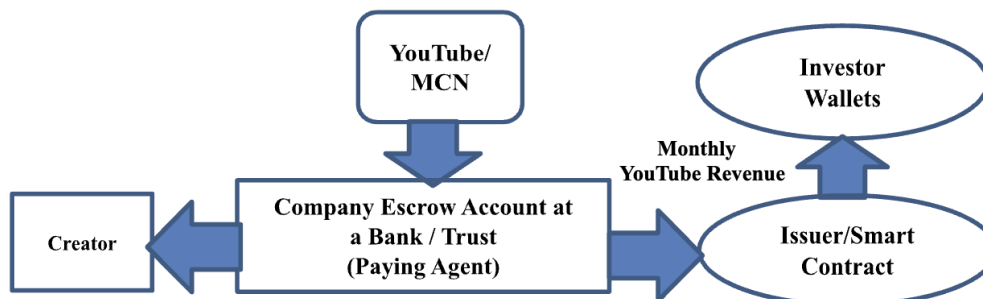 YouTube/
MCN
Investor
Wallets
Monthly
YouTube Revenue
Creator
Company Escrow Account at
a Bank / Trust
(Paying Agent)
Issuer/Smart
Contract